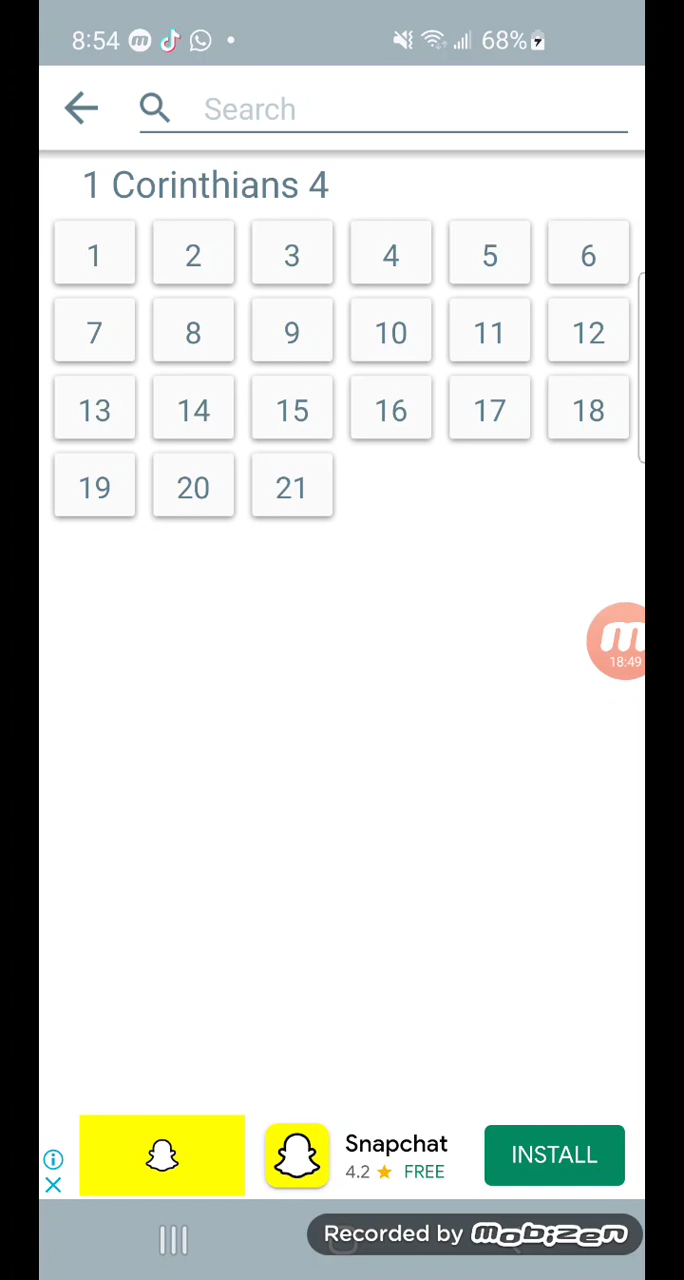 8:54 68%
Search
1 Corinthians 4
1 2 3 4 5 6
7 8 9 10 11 12
13 14 15 16 17 18
19 20 21
18:49
Snapchat
4.2 FREE
INSTALL
Recorded by mobizen